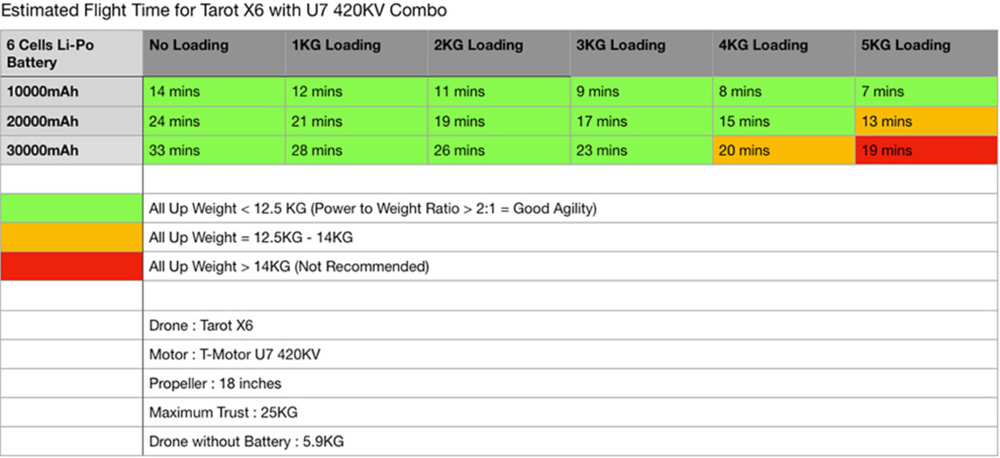 Estimated Flight Time for Tarot X6 with U7 420KV Combo
6 Cells Li-Po Battery No Loading 1KG Loading 2KG Loading 3KG Loading 4KG Loading 5KG Loading
10000mAh 14 mins 12 mins 11 mins 9 mins 8 mins 7 mins
20000mAh 24 mins 21 mins 19 mins 17 mins 15 mins 13 mins
30000mAh 33 mins 28 mins 26 mins 23 mins 20 mins 19 mins
All Up Weight < 12.5 KG (Power to Weight Ratio > 2:1 = Good Agility)
All Up Weight = 12.5KG - 14KG
All Up Weight > 14KG (Not Recommended)
Drone : Tarot X6
Motor : T-Motor U7 420KV
Propeller : 18 inches
Maximum Trust : 25KG
Drone without Battery : 5.9KG